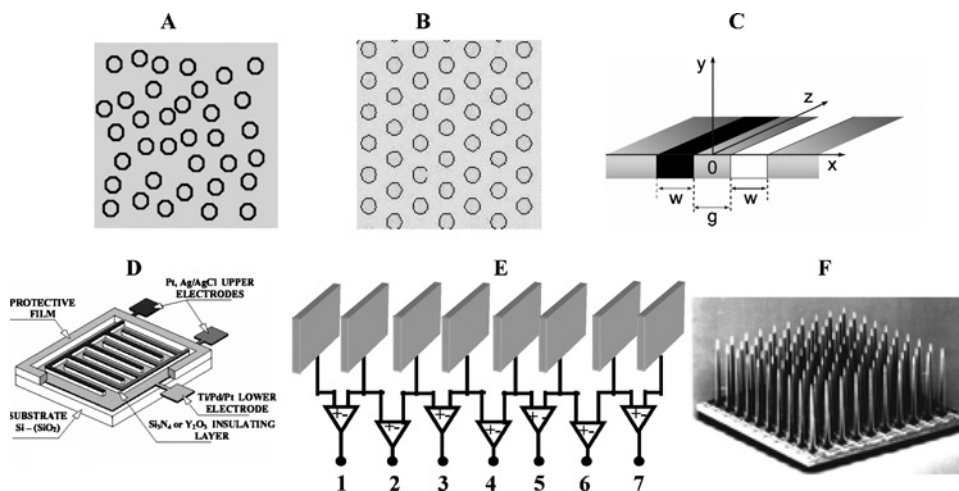 A
B
C
y
z
0
x
w
w
g
D
Pt, Ag/AgCl UPPER
ELECTRODES
PROTECTIVE
FILM
Ti/Pd/Pt LOWER
ELECTRODE
SUBSTRATE
Si – (SiO₂)
Si₃N₄ or Y₂O₃ INSULATING
LAYER
E
+- +- +- +- +- +- +-
1 2 3 4 5 6 7
F